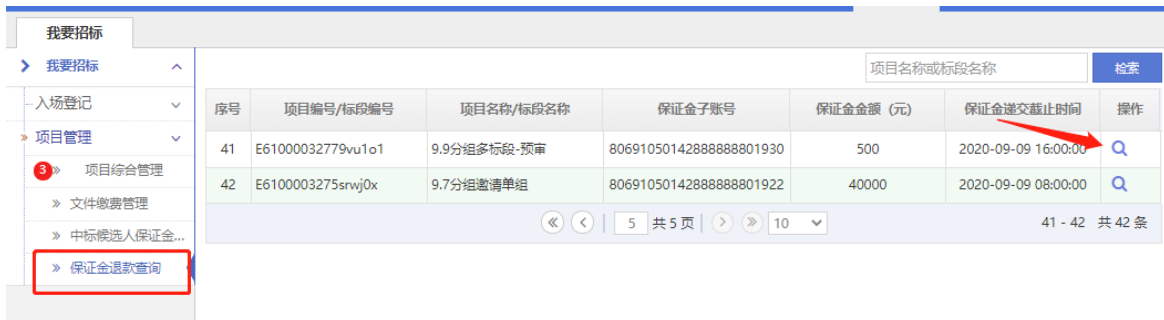 我要招标
我要招标
项目名称或标段名称 检索
入场登记
序号 项目编号/标段编号 项目名称/标段名称 保证金子账号 保证金金额（元） 保证金递交截止时间 操作
项目管理
41 E61000032779vu1o1 9.9分组多标段-预审 80691050142888888801930 500 2020-09-09 16:00:00
3 项目综合管理
42 E6100003275srwj0x 9.7分组邀请单组 80691050142888888801922 40000 2020-09-09 08:00:00
文件缴费管理
5 共5页 10 41 - 42 共42条
中标候选人保证金...
保证金退款查询